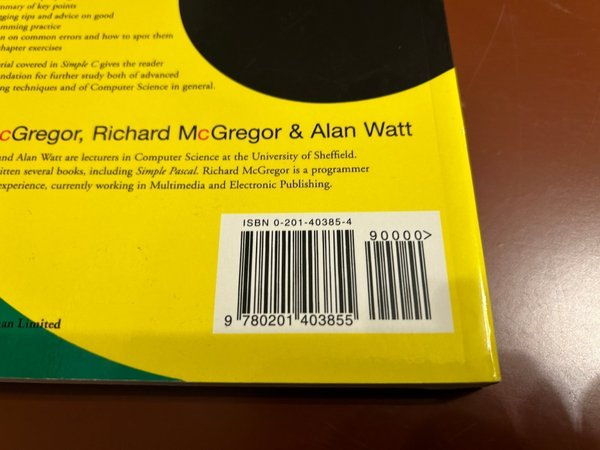 mmary of key points
ging tips and advice on good
mming practice
n on common errors and how to spot them
chapter exercises
rial covered in Simple C gives the reader
ndation for further study both of advanced
ng techniques and of Computer Science in general.
cGregor, Richard McGregor & Alan Watt
nd Alan Watt are lecturers in Computer Science at the University of Sheffield.
itten several books, including Simple Pascal. Richard McGregor is a programmer
experience, currently working in Multimedia and Electronic Publishing.
ISBN 0-201-40385-4
90000>
9 780201 403855
an Limited